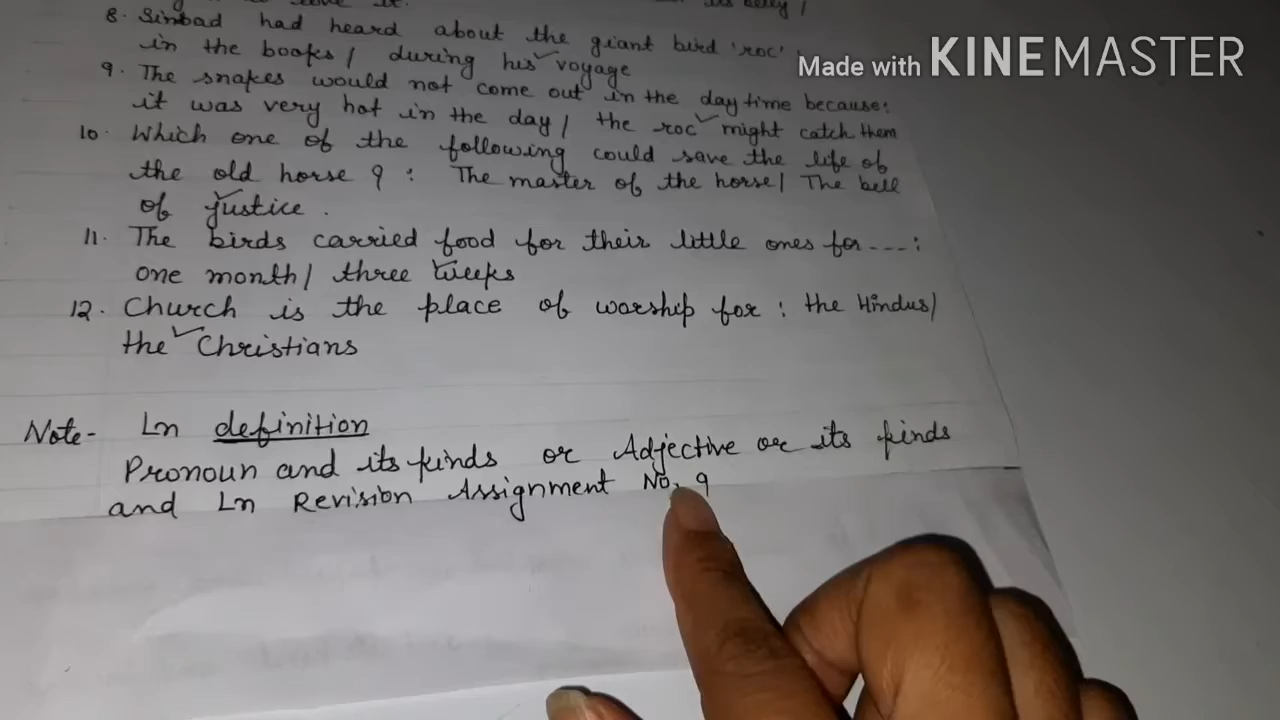 love it. its belly /
8. Sinbad had heard about the giant bird 'roc'
in the books / during his voyage
9. The snakes would not come out in the day time because:
it was very hot in the day / the roc might catch them
10. Which one of the following could save the life of
the old horse ? : The master of the horse / The bell
of justice.
11. The birds carried food for their little ones for ---:
one month / three weeks
12. Church is the place of worship for : the Hindus /
the Christians
Note- Ln definition
Pronoun and its kinds or Adjective or its kinds
and Ln Revision Assignment No. 9
Made with KINEMASTER